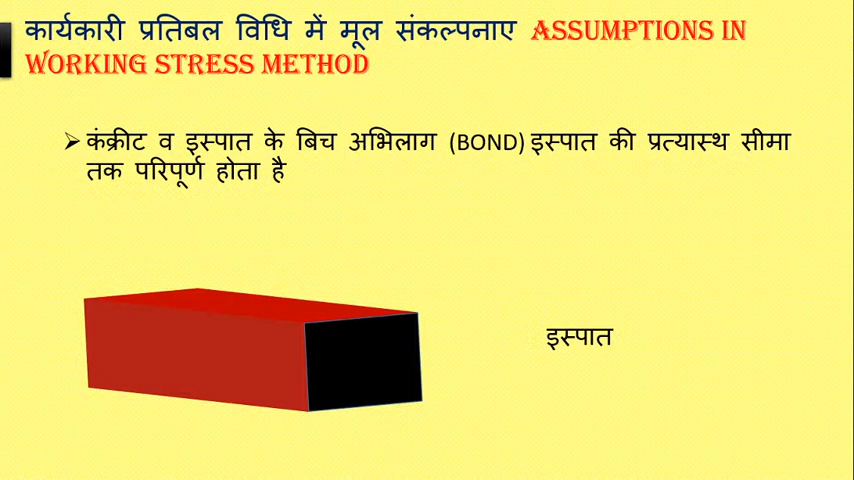 कार्यकारी प्रतिबल विधि में मूल संकल्पनाए ASSUMPTIONS IN
WORKING STRESS METHOD
➢ कंक्रीट व इस्पात के बिच अभिलाग (BOND) इस्पात की प्रत्यास्थ सीमा
तक परिपूर्ण होता है
इस्पात